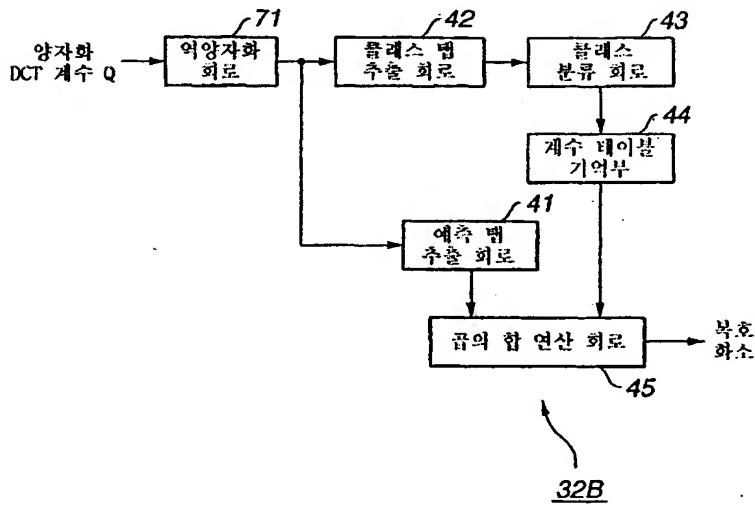 71
42
43
양자화
DCT 계수 Q
역양자화
회로
클래스 탭
추출 회로
클래스
분류 회로
44
계수 테이블
기억부
41
예측 탭
추출 회로
곱의 합 연산 회로
복호
화소
45
32B